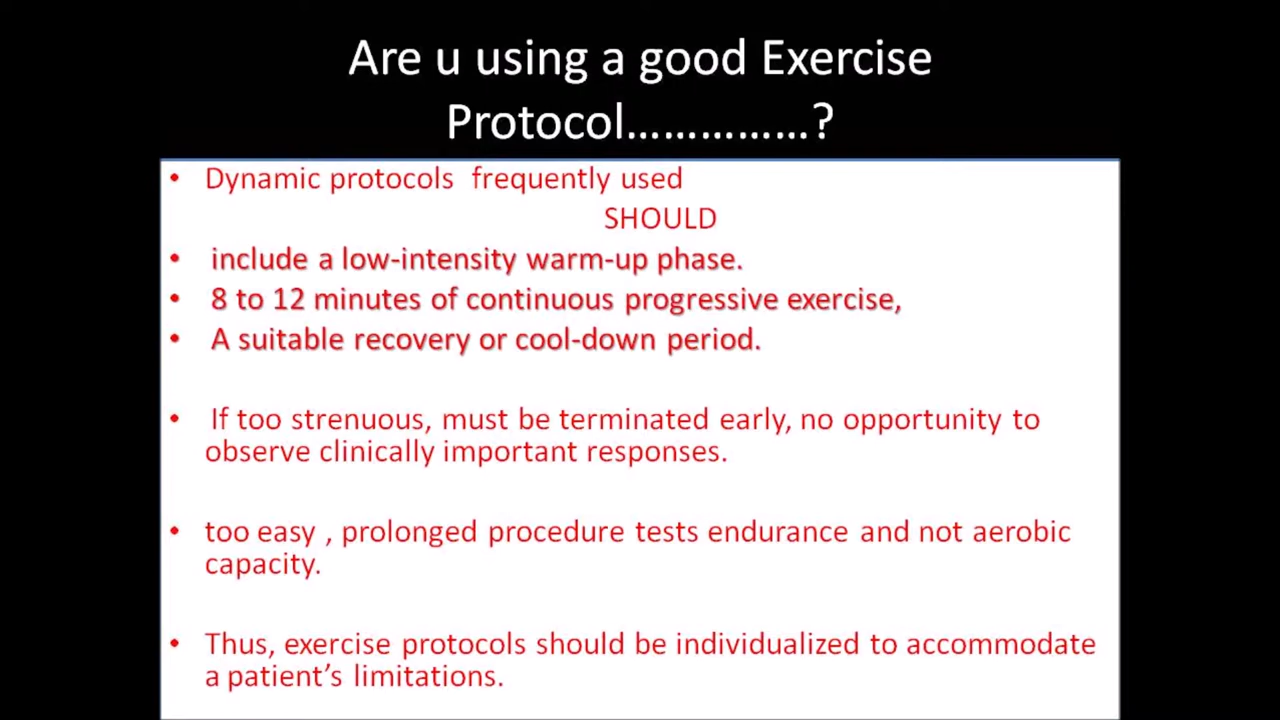 Are u using a good Exercise
Protocol……………?
• Dynamic protocols  frequently used
SHOULD
• include a low-intensity warm-up phase.
• 8 to 12 minutes of continuous progressive exercise,
• A suitable recovery or cool-down period.
• If too strenuous, must be terminated early, no opportunity to
observe clinically important responses.
• too easy , prolonged procedure tests endurance and not aerobic
capacity.
• Thus, exercise protocols should be individualized to accommodate
a patient’s limitations.